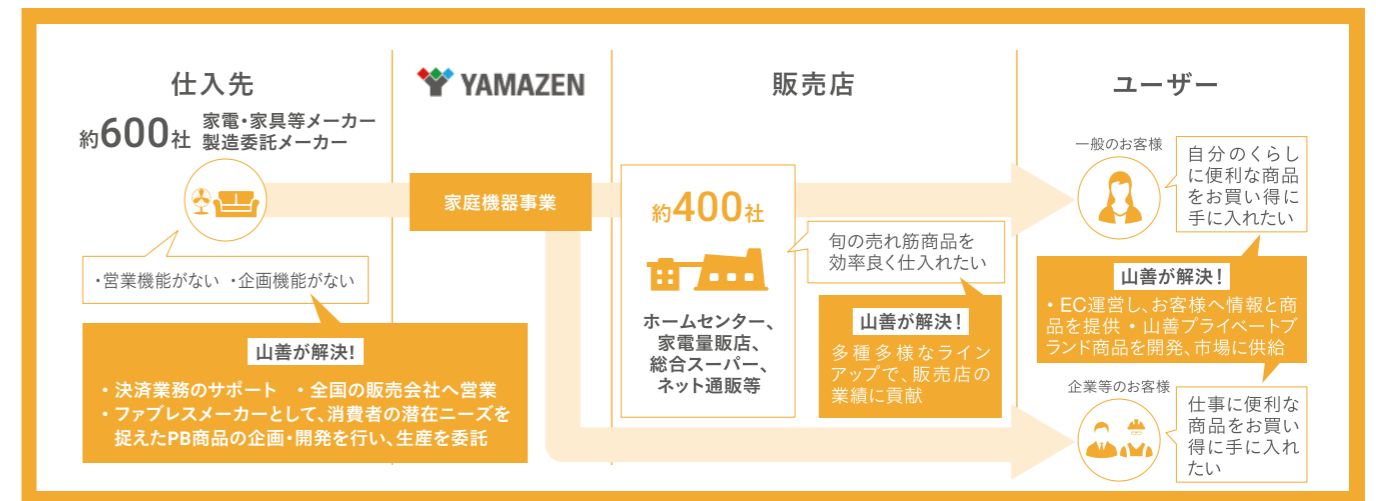 仕入先
約600社
家電・家具等メーカー
製造委託メーカー
・営業機能がない ・企画機能がない
山善が解決!
・決済業務のサポート ・全国の販売会社へ営業
・ファブレスメーカーとして、消費者の潜在ニーズを
捉えたPB商品の企画・開発を行い、生産を委託
YAMAZEN
家庭機器事業
販売店
約400社
ホームセンター、
家電量販店、
総合スーパー、
ネット通販等
旬の売れ筋商品を
効率良く仕入れたい
山善が解決!
多種多様なライン
アップで、販売店の
業績に貢献
ユーザー
一般のお客様
自分のくらし
に便利な商品
をお買い得に
手に入れたい
山善が解決!
・EC運営し、お客様へ情報と商
品を提供 ・山善プライベートブ
ランド商品を開発、市場に供給
企業等のお客様
仕事に便利な
商品をお買い
得に手に入れ
たい